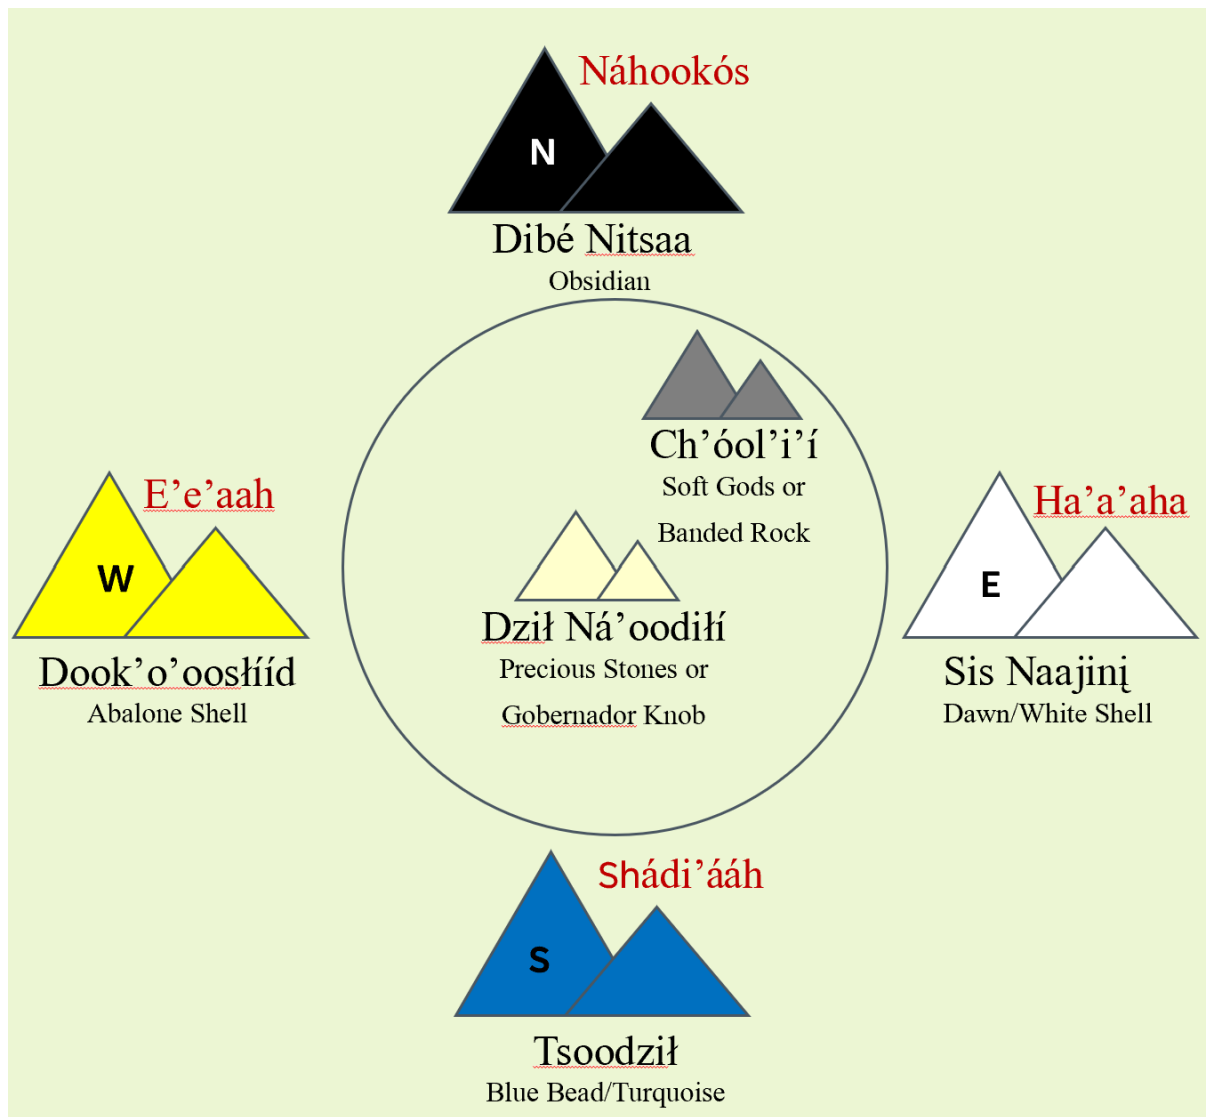 Náhookós
N
Dibé Nitsaa
Obsidian
Ch’óol’i’í
Soft Gods or
Banded Rock
E’e’aah
W
Dook’o’oosłííd
Abalone Shell
Dził Ná’oodiłí
Precious Stones or
Gobernador Knob
Ha’a’aha
E
Sis Naajinį
Dawn/White Shell
Shádi’ááh
S
Tsoodził
Blue Bead/Turquoise